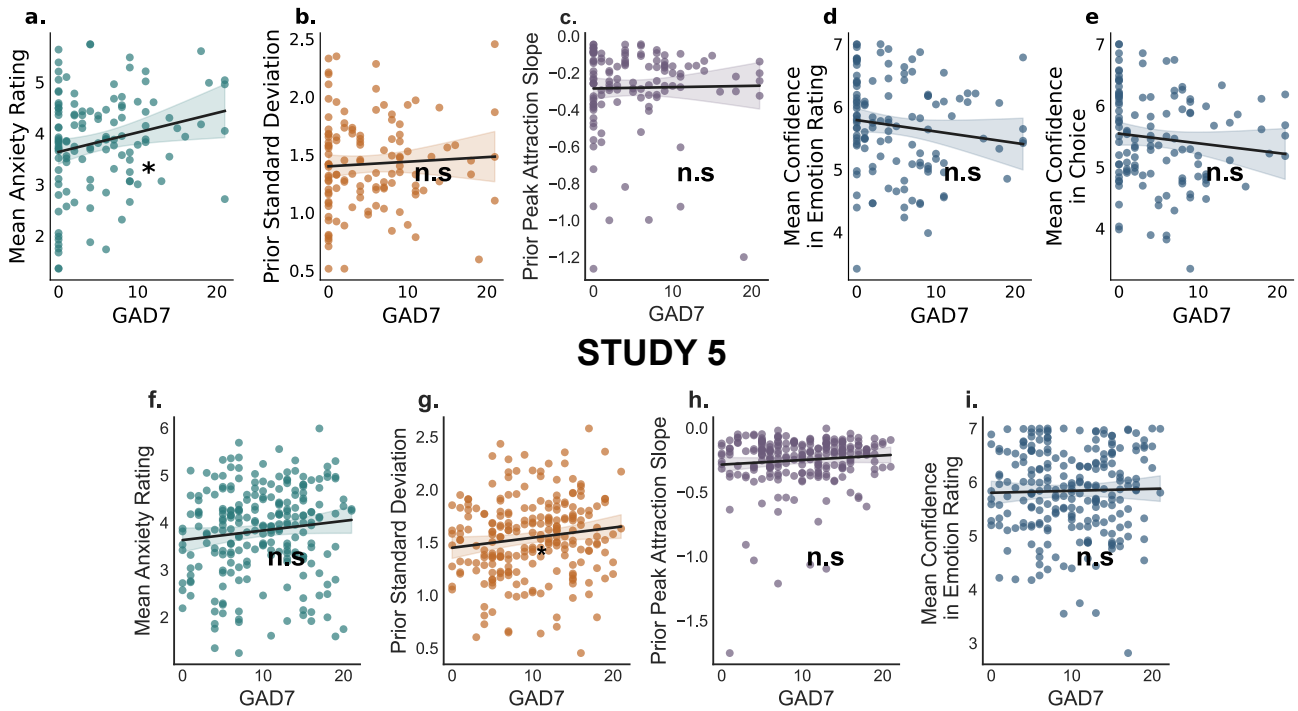 a.
b.
c.
d
e.
Mean Anxiety Rating
5
4
3
2
*
0
10
20
GAD7
Prior Standard Deviation
2.5
2.0
1.5
1.0
0.5
n.s
0
10
20
GAD7
Prior Peak Attraction Slope
0.0
−0.2
−0.4
−0.6
−0.8
−1.0
−1.2
n.s
0
10
20
GAD7
Mean Confidence
in Emotion Rating
7
6
5
4
n.s
0
10
20
GAD7
Mean Confidence
in Choice
7
6
5
4
n.s
0
10
20
GAD7
STUDY 5
f.
g.
h.
i.
Mean Anxiety Rating
6
5
4
3
2
n.s
0
10
20
GAD7
Prior Standard Deviation
2.5
2.0
1.5
1.0
0.5
*
0
10
20
GAD7
Prior Peak Attraction Slope
0.0
−0.5
−1.0
−1.5
n.s
0
10
20
GAD7
Mean Confidence
in Emotion Rating
7
6
5
4
3
n.s
0
10
20
GAD7